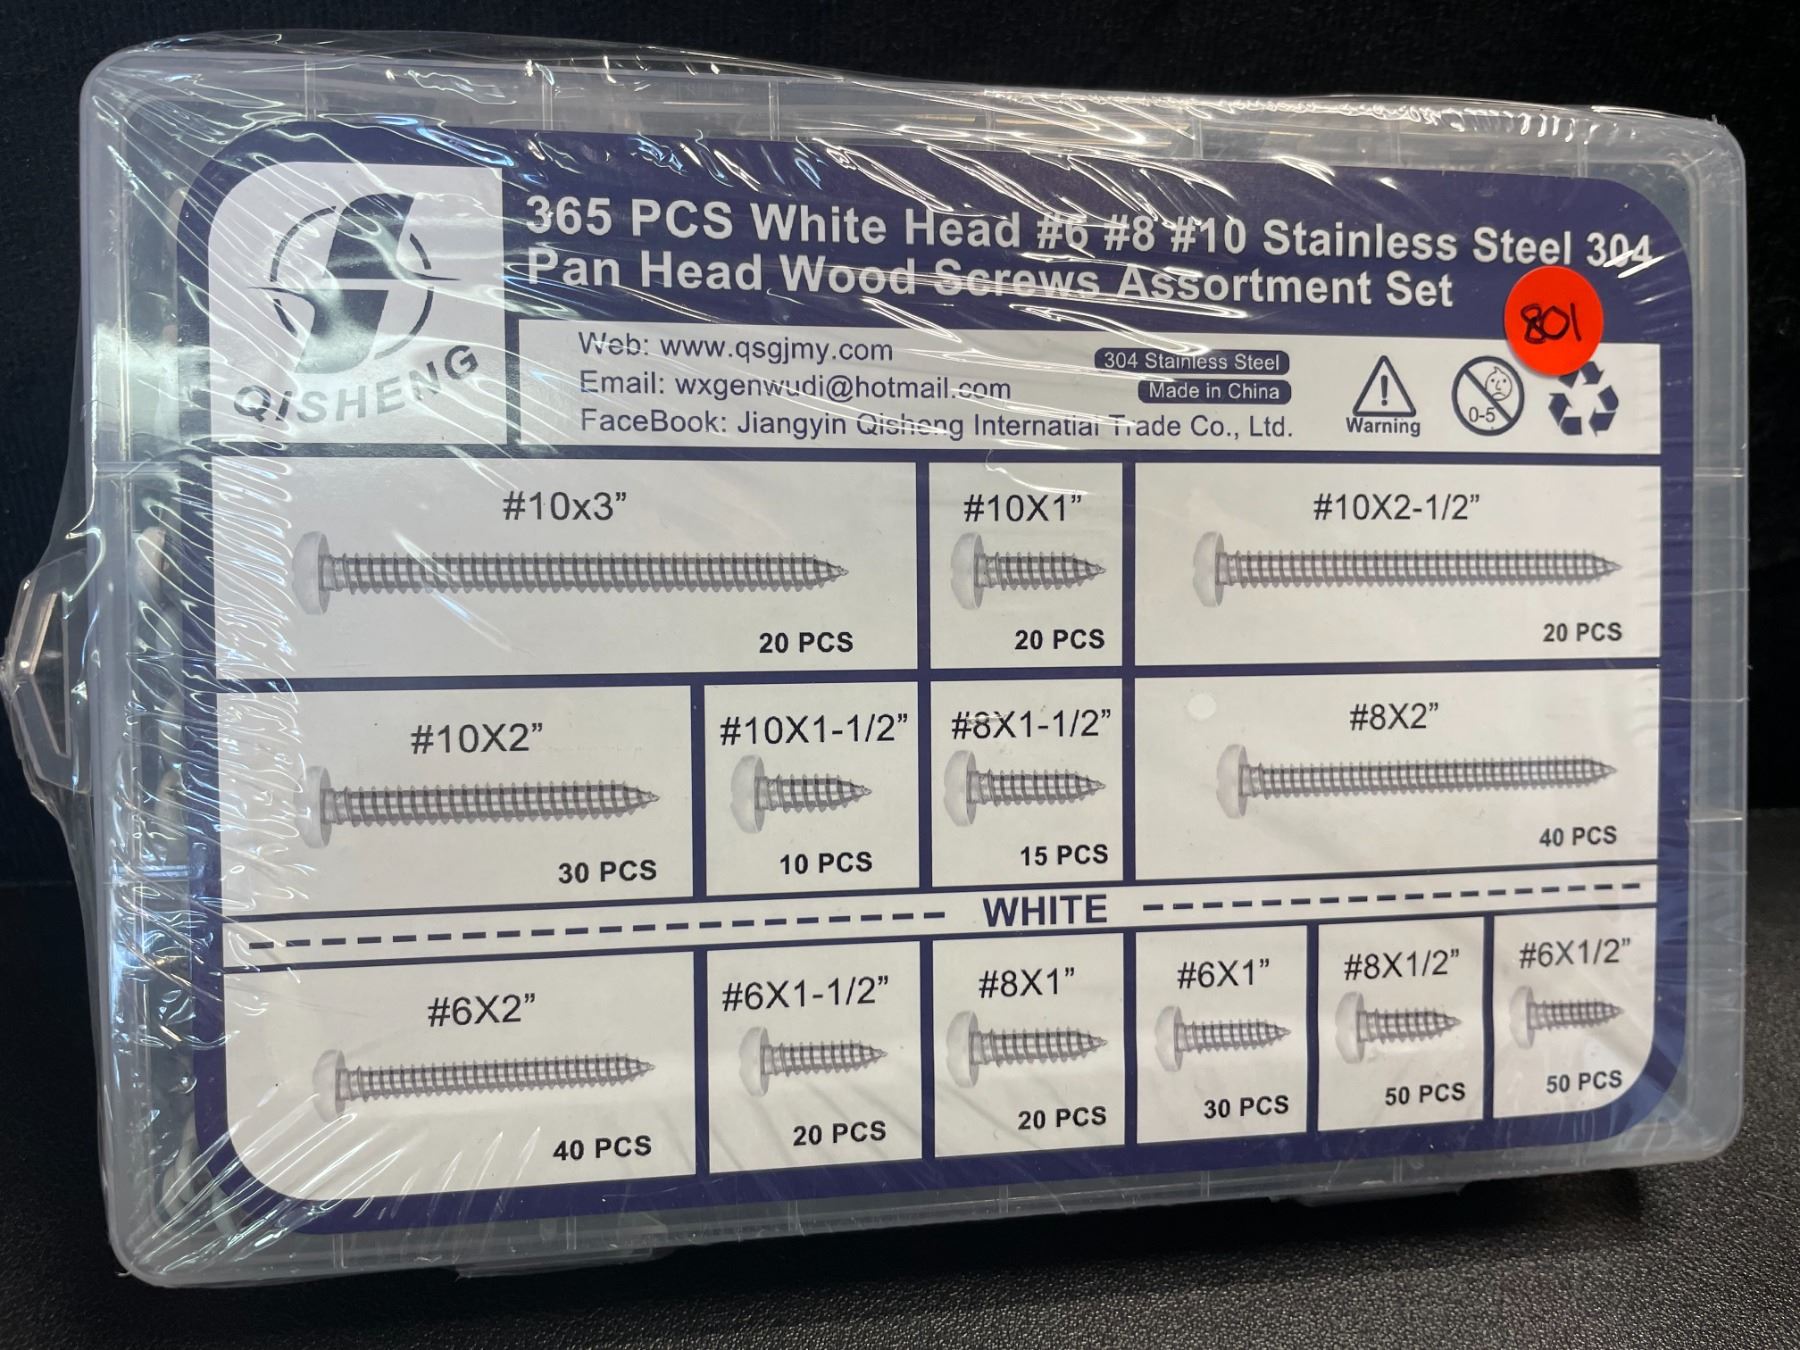 365 PCS White Head #6 #8 #10 Stainless Steel 304
Pan Head Wood Screws Assortment Set
801
QISHENG
Web: www.qsgjmy.com
Email: wxgenwudi@hotmail.com
FaceBook: Jiangyin Qisheng Internatial Trade Co., Ltd.
304 Stainless Steel
Made in China
Warning
0-5
#10x3”
20 PCS
#10X1”
20 PCS
#10X2-1/2”
20 PCS
#10X2”
30 PCS
#10X1-1/2”
10 PCS
#8X1-1/2”
15 PCS
#8X2”
40 PCS
WHITE
#6X2”
40 PCS
#6X1-1/2”
20 PCS
#8X1”
20 PCS
#6X1”
30 PCS
#8X1/2”
50 PCS
#6X1/2”
50 PCS